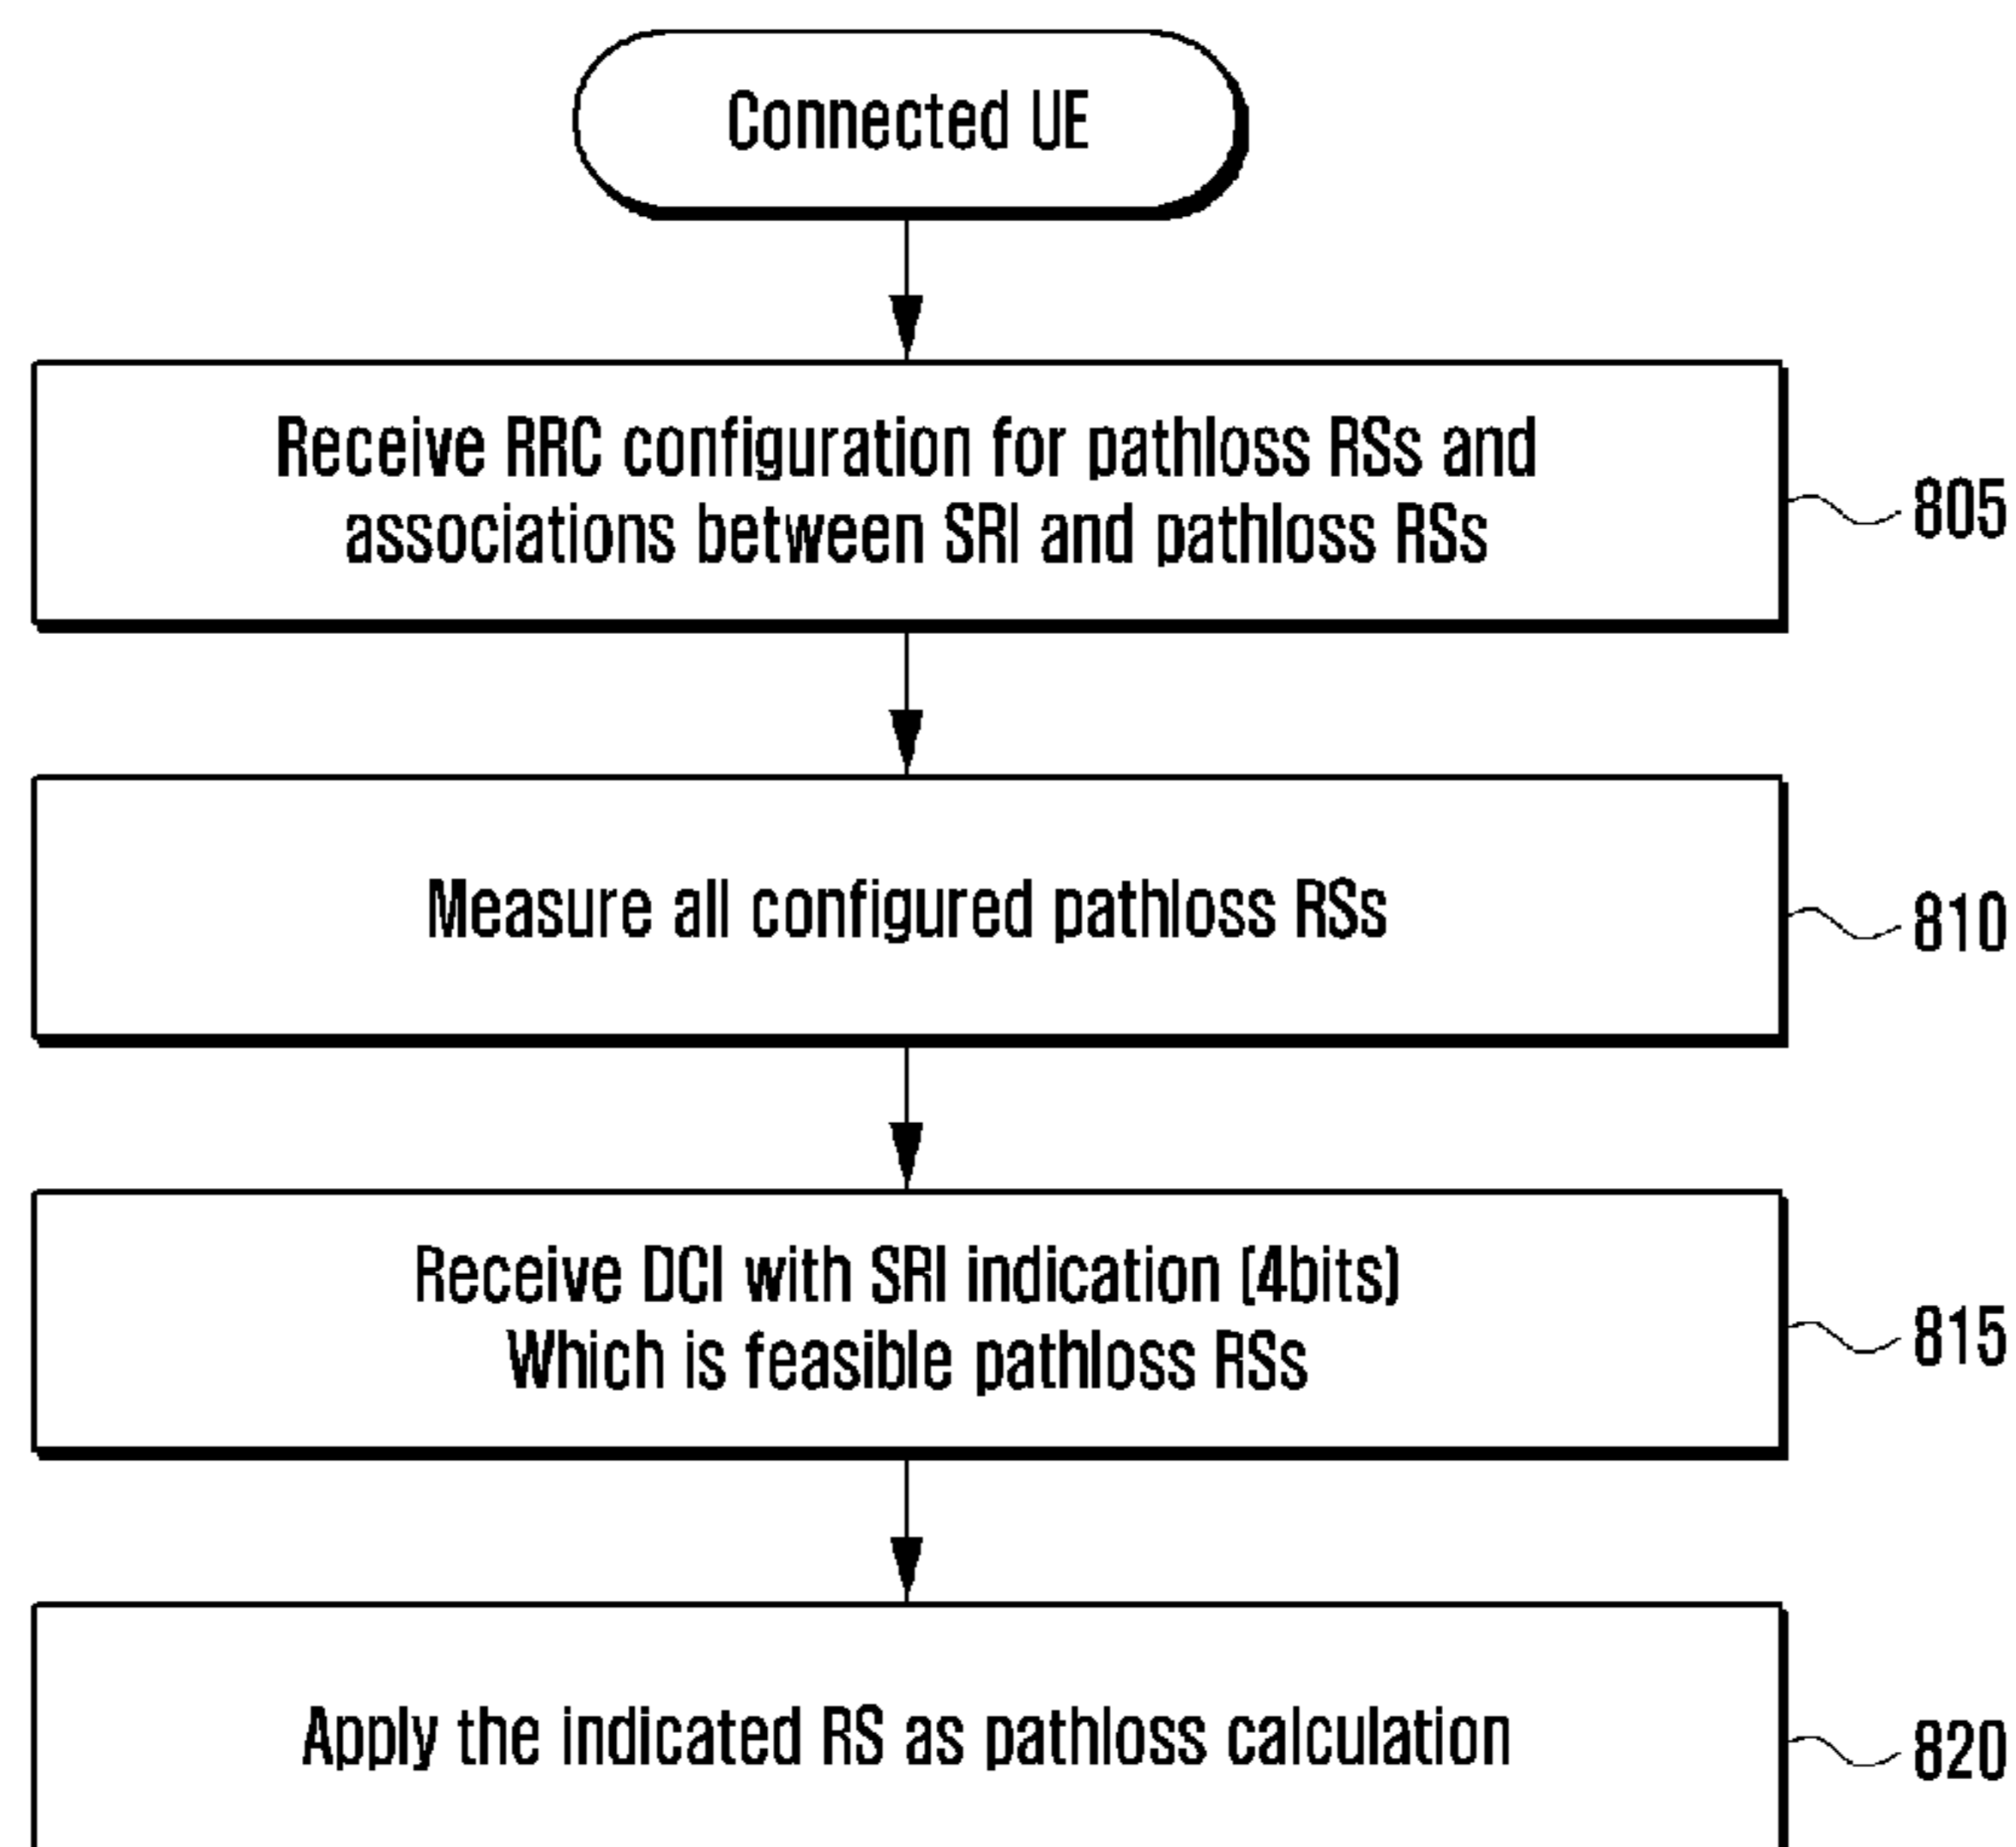 Connected UE
Receive RRC configuration for pathloss RSs and
associations between SRI and pathloss RSs
805
Measure all configured pathloss RSs
810
Receive DCI with SRI indication (4bits)
Which is feasible pathloss RSs
815
Apply the indicated RS as pathloss calculation
820